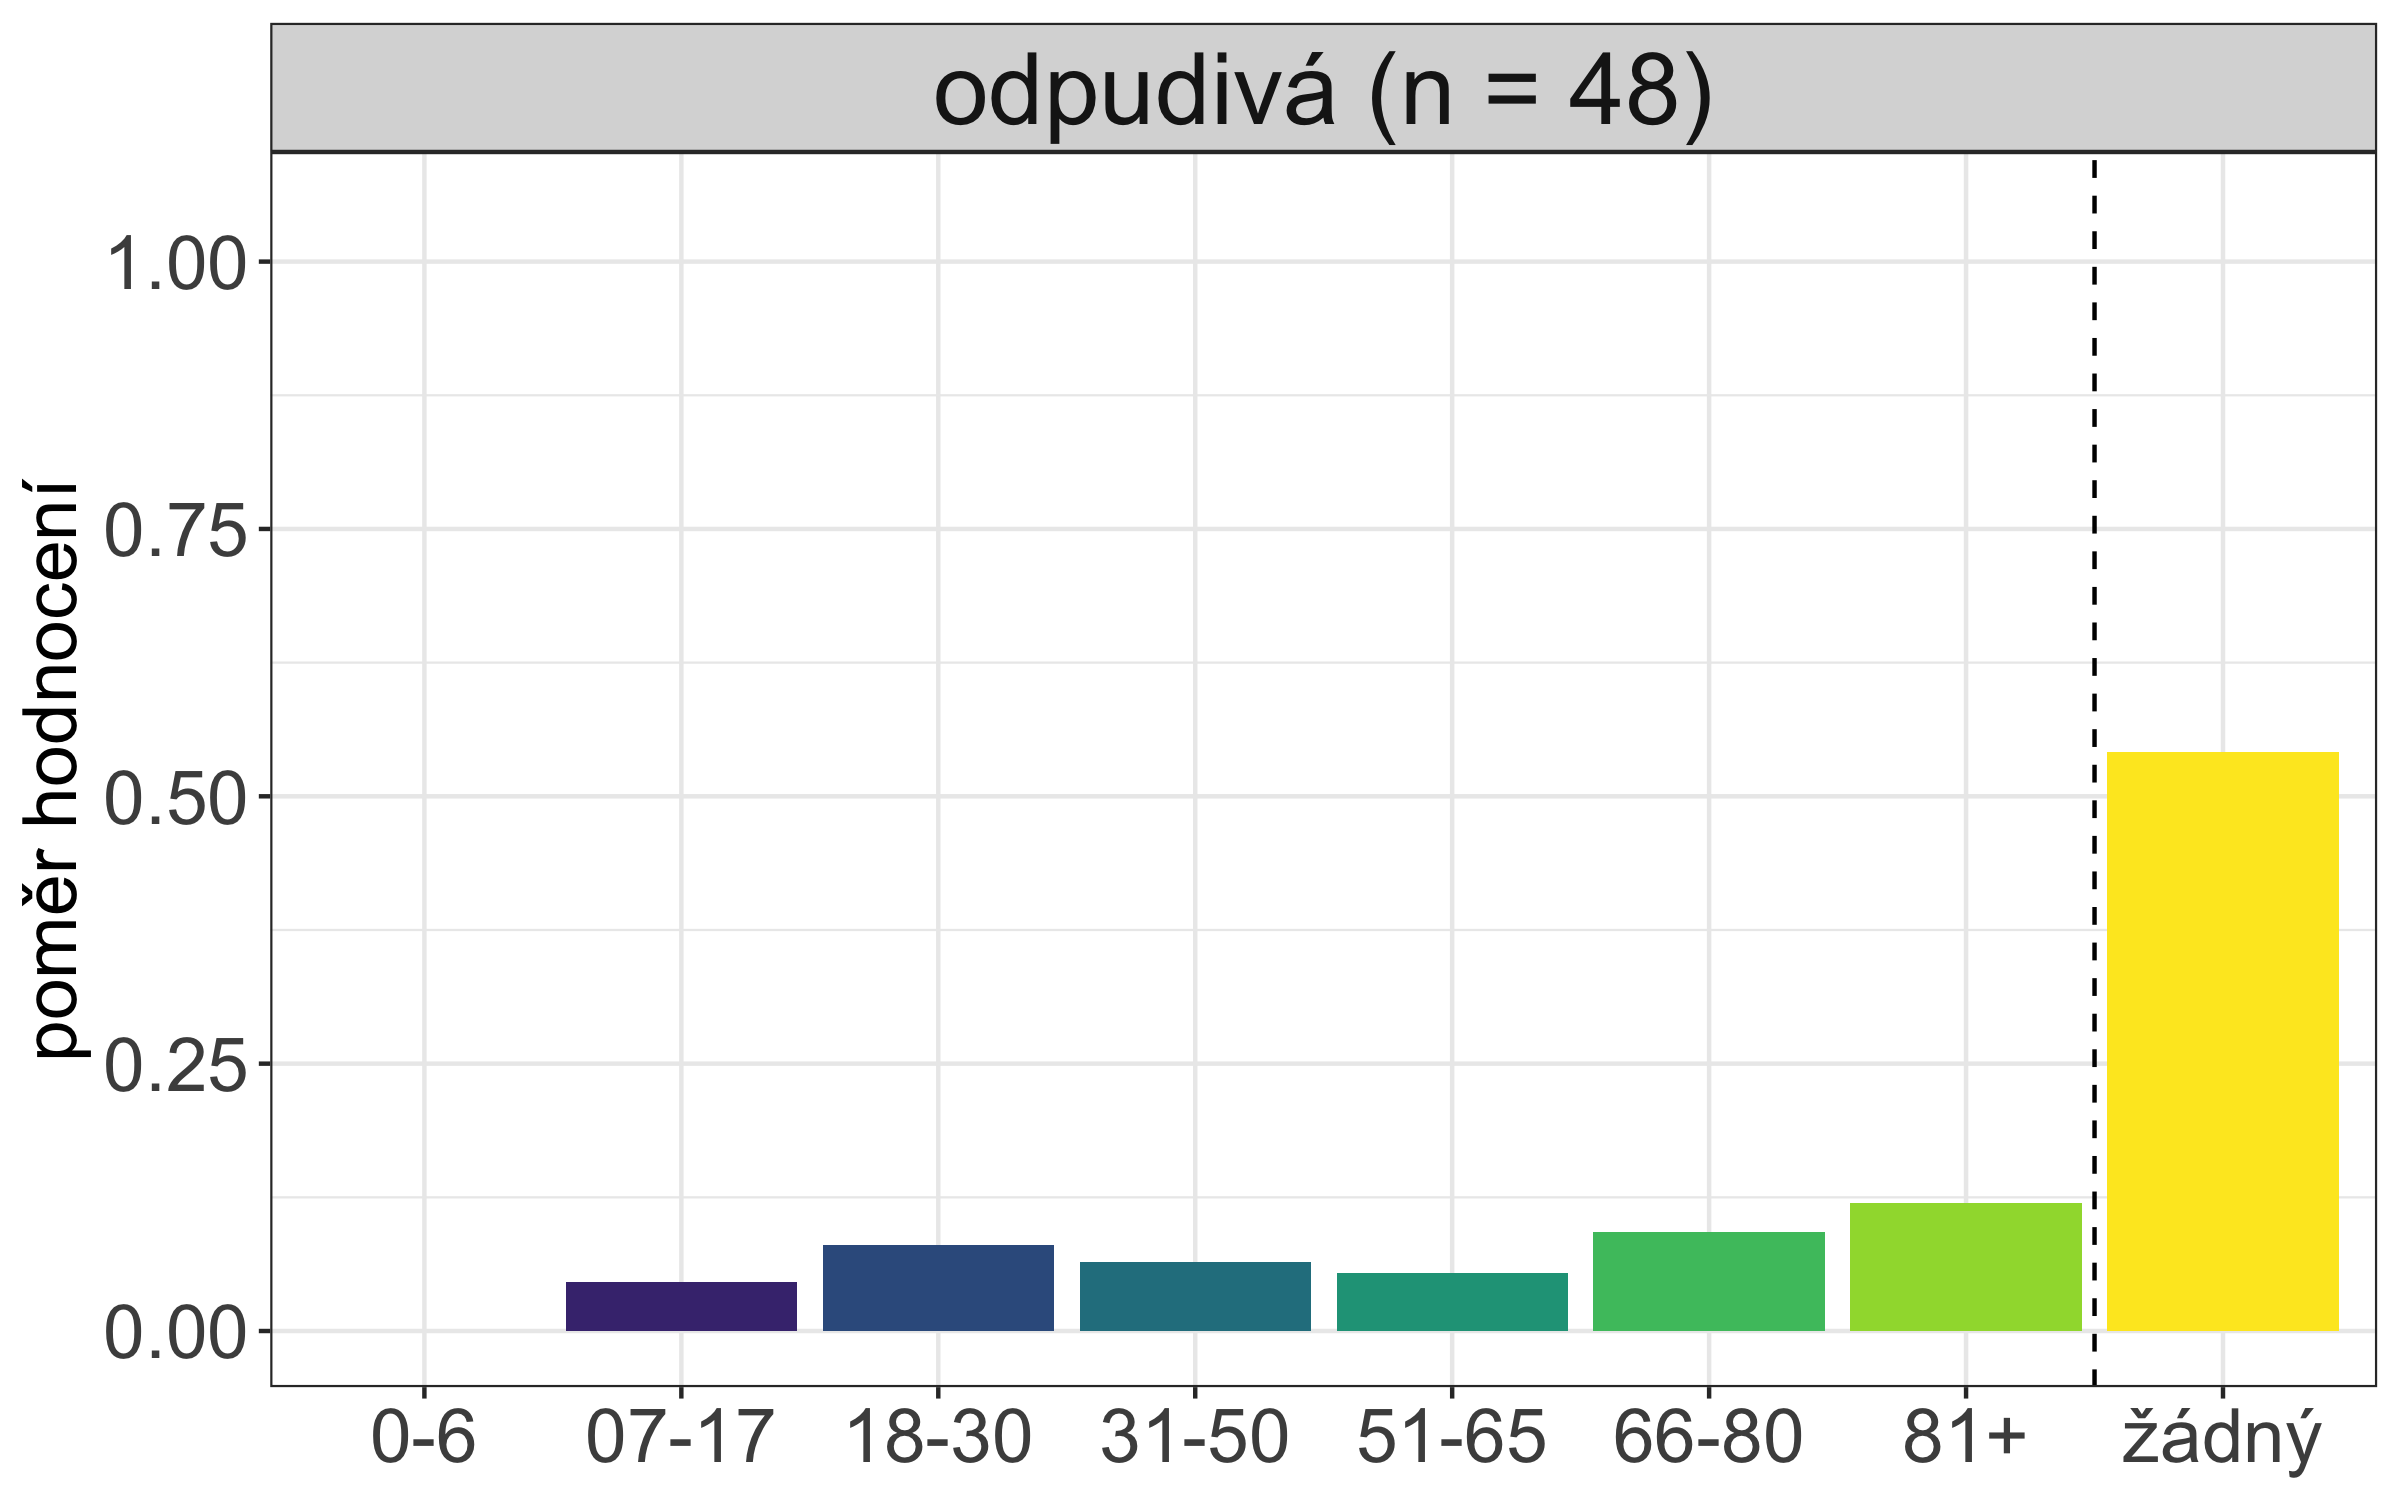 odpudivá (n = 48)
poměr hodnocení
1.00
0.75
0.50
0.25
0.00
0-6 07-17 18-30 31-50 51-65 66-80 81+ žádný